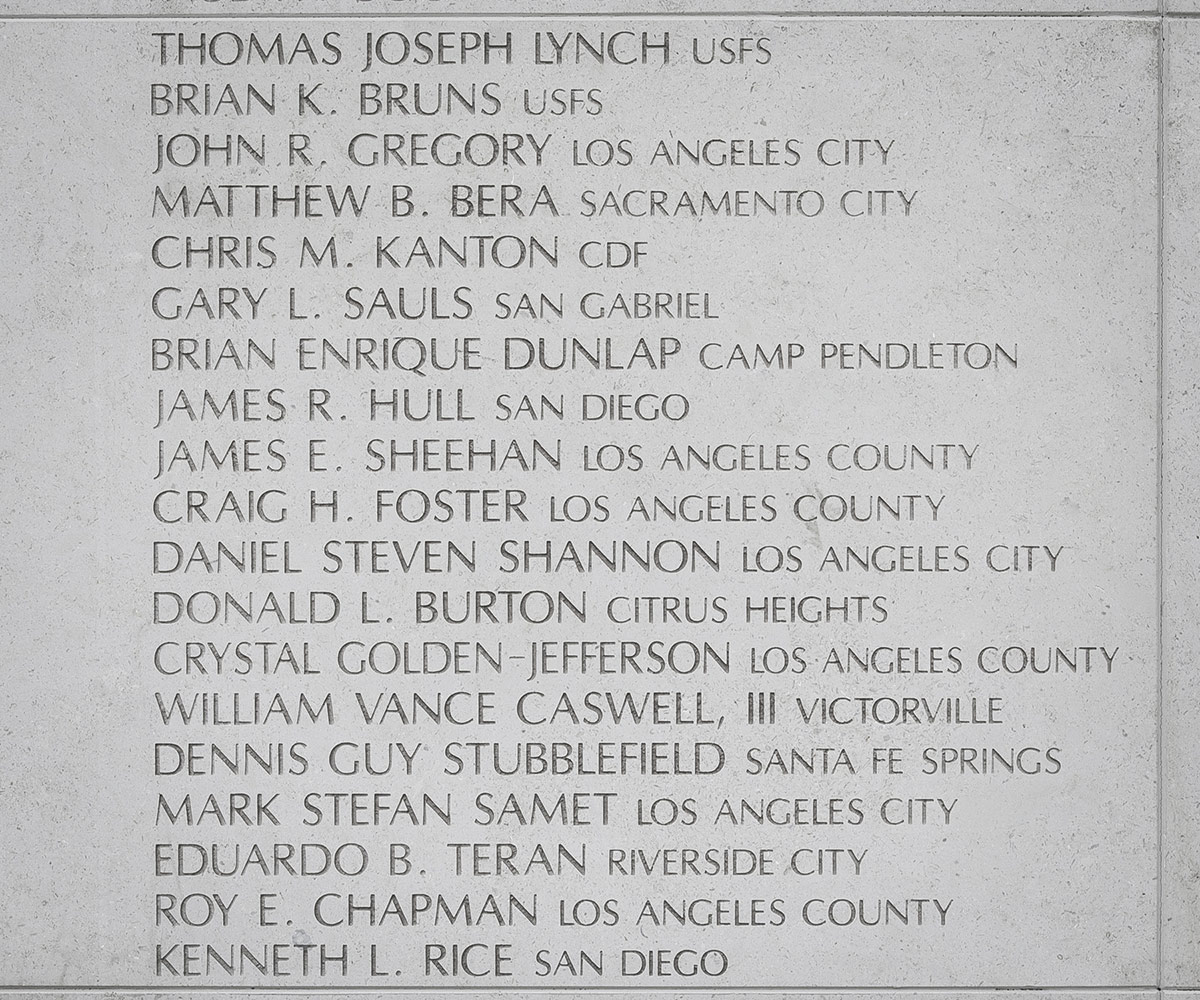 THOMAS JOSEPH LYNCH USFS
BRIAN K. BRUNS USFS
JOHN R. GREGORY LOS ANGELES CITY
MATTHEW B. BERA SACRAMENTO CITY
CHRIS M. KANTON CDF
GARY L. SAULS SAN GABRIEL
BRIAN ENRIQUE DUNLAP CAMP PENDLETON
JAMES R. HULL SAN DIEGO
JAMES E. SHEEHAN LOS ANGELES COUNTY
CRAIG H. FOSTER LOS ANGELES COUNTY
DANIEL STEVEN SHANNON LOS ANGELES CITY
DONALD L. BURTON CITRUS HEIGHTS
CRYSTAL GOLDEN-JEFFERSON LOS ANGELES COUNTY
WILLIAM VANCE CASWELL, III VICTORVILLE
DENNIS GUY STUBBLEFIELD SANTA FE SPRINGS
MARK STEFAN SAMET LOS ANGELES CITY
EDUARDO B. TERAN RIVERSIDE CITY
ROY E. CHAPMAN LOS ANGELES COUNTY
KENNETH L. RICE SAN DIEGO